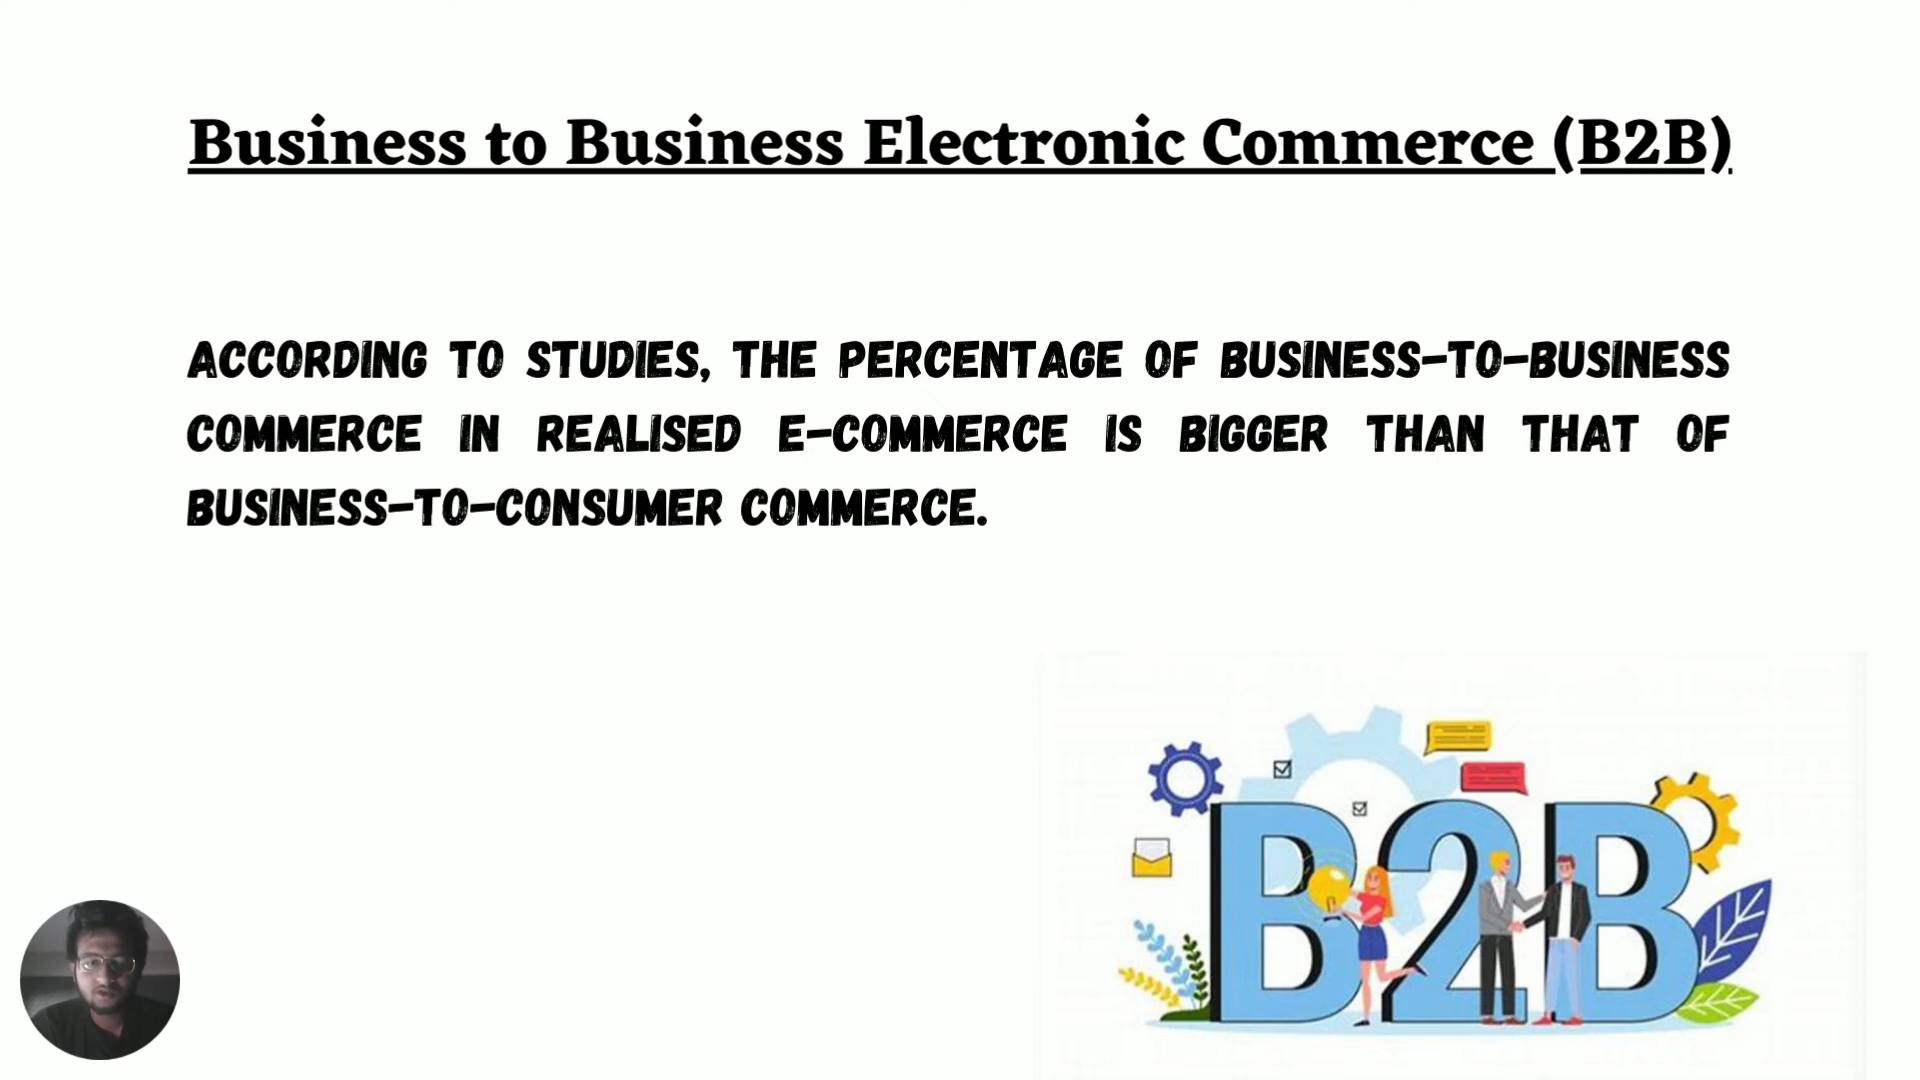 Business to Business Electronic Commerce (B2B)
ACCORDING TO STUDIES, THE PERCENTAGE OF BUSINESS-TO-BUSINESS
COMMERCE IN REALISED E-COMMERCE IS BIGGER THAN THAT OF
BUSINESS-TO-CONSUMER COMMERCE.
B2B